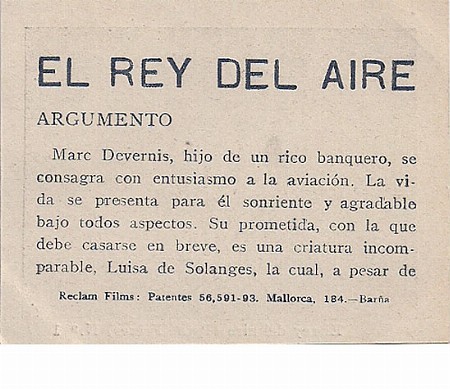 EL REY DEL AIRE
ARGUMENTO
Marc Devernis, hijo de un rico banquero, se
consagra con entusiasmo a la aviación. La vi-
da se presenta para él sonriente y agradable
bajo todos aspectos. Su prometida, con la que
debe casarse en breve, es una criatura incom-
parable, Luisa de Solanges, la cual, a pesar de
Reclam Films: Patentes 56,591-93. Mallorca, 184.—Barña